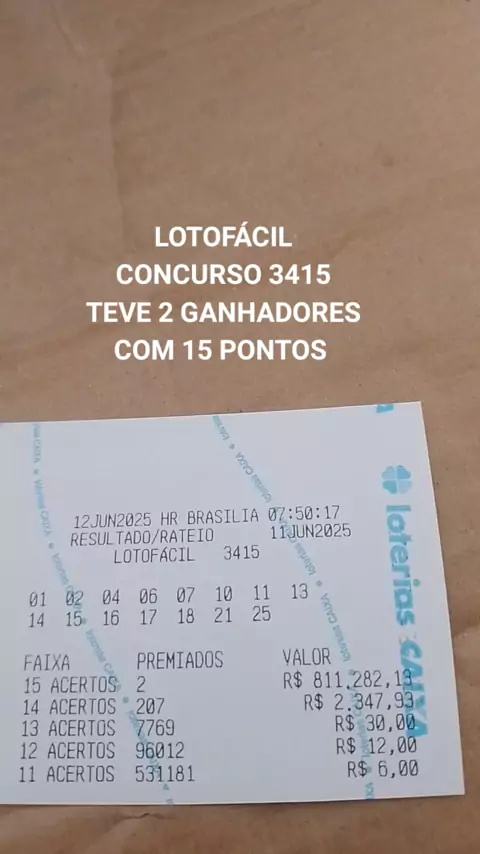 LOTOFÁCIL
CONCURSO 3415
TEVE 2 GANHADORES
COM 15 PONTOS
loterias CAIXA
12JUN2025 HR BRASILIA 07:50:17
RESULTADO/RATEIO 11JUN2025
LOTOFÁCIL 3415
01 02 04 06 07 10 11 13
14 15 16 17 18 21 25
FAIXA PREMIADOS VALOR
15 ACERTOS 2 R$ 811.282,13
14 ACERTOS 207 R$ 2.347,93
13 ACERTOS 7769 R$ 30,00
12 ACERTOS 96012 R$ 12,00
11 ACERTOS 531181 R$ 6,00